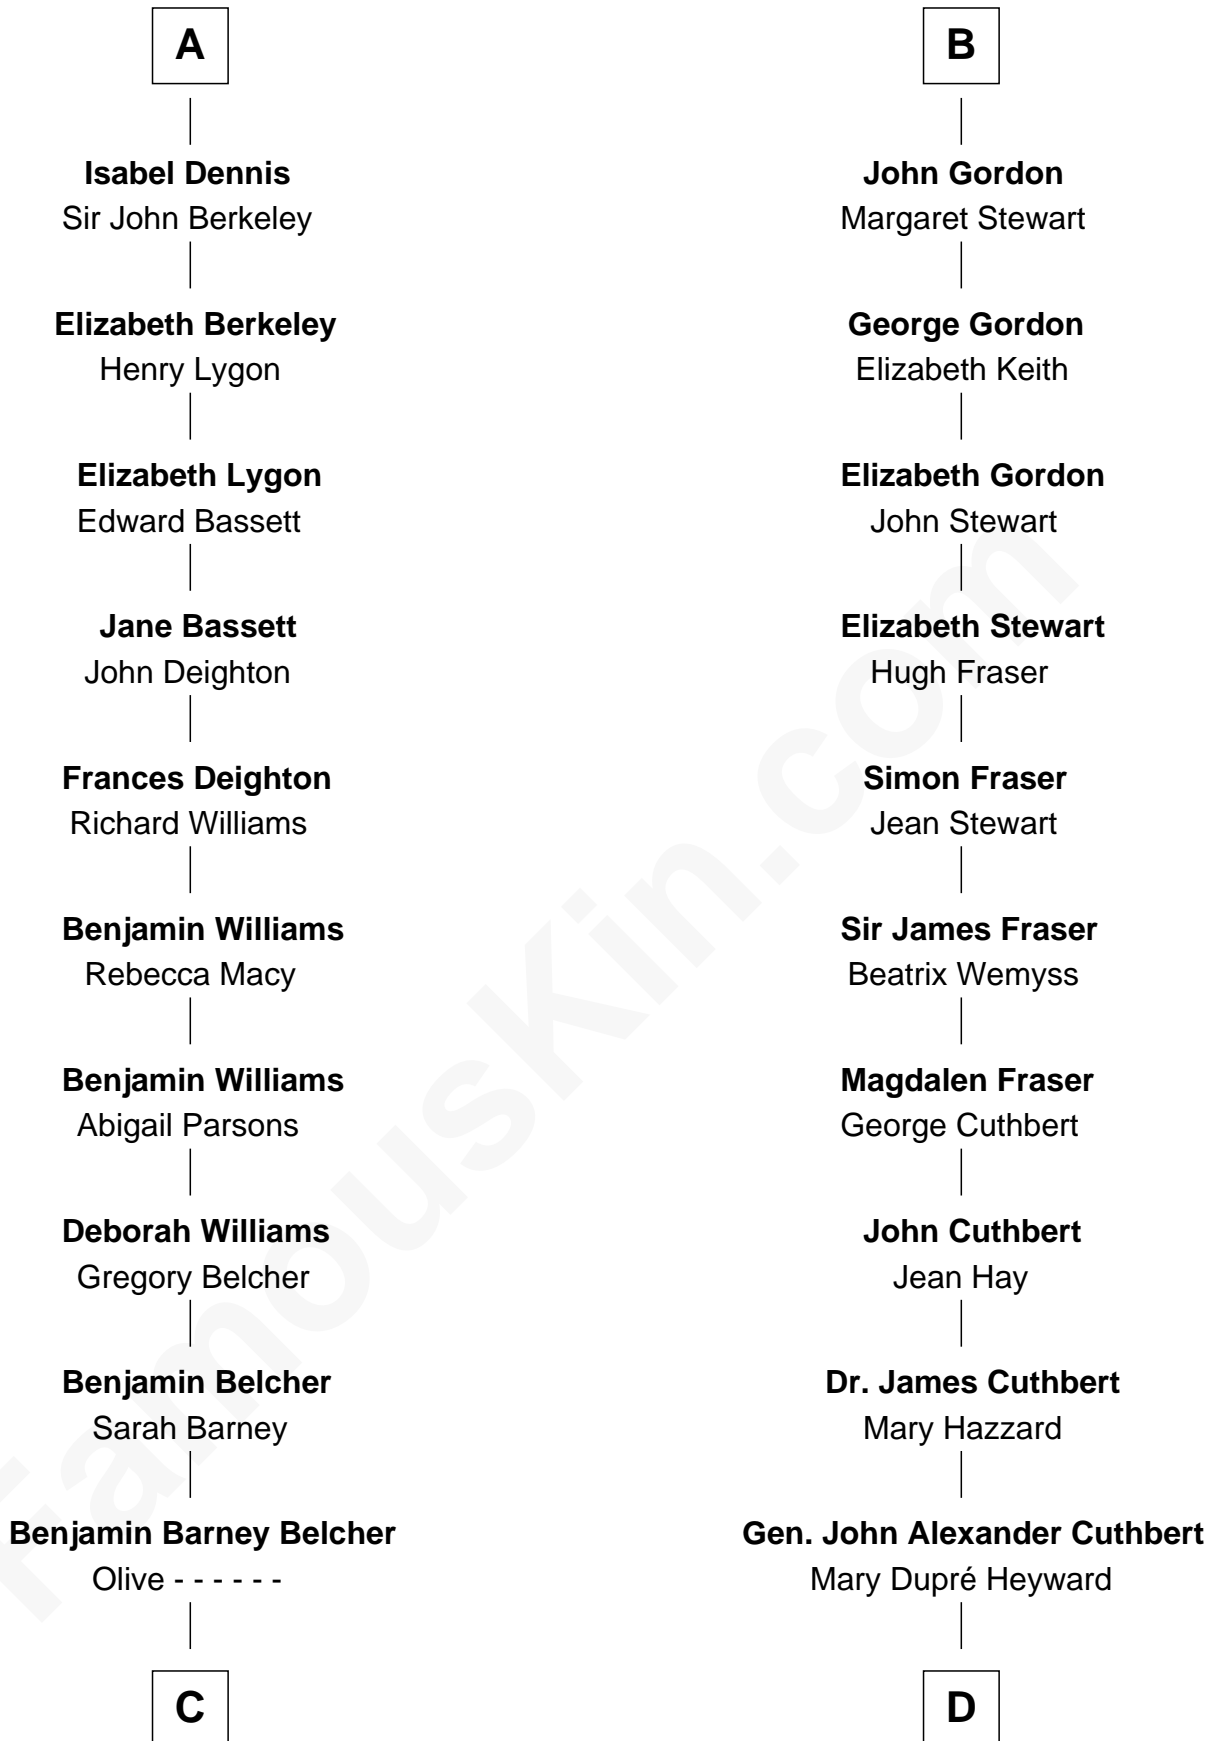 A
Isabel Dennis
Sir John Berkeley
Elizabeth Berkeley
Henry Lygon
Elizabeth Lygon
Edward Bassett
Jane Bassett
John Deighton
Frances Deighton
Richard Williams
Benjamin Williams
Rebecca Macy
Benjamin Williams
Abigail Parsons
Deborah Williams
Gregory Belcher
Benjamin Belcher
Sarah Barney
Benjamin Barney Belcher
Olive - - - - - -
C
B
John Gordon
Margaret Stewart
George Gordon
Elizabeth Keith
Elizabeth Gordon
John Stewart
Elizabeth Stewart
Hugh Fraser
Simon Fraser
Jean Stewart
Sir James Fraser
Beatrix Wemyss
Magdalen Fraser
George Cuthbert
John Cuthbert
Jean Hay
Dr. James Cuthbert
Mary Hazzard
Gen. John Alexander Cuthbert
Mary Dupré Heyward
D
FamousKin.com